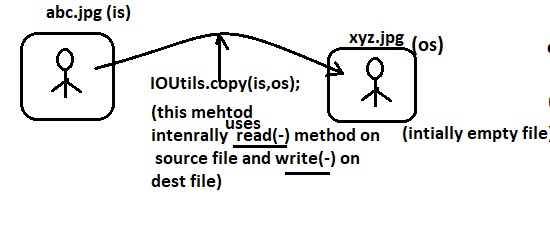 abc.jpg (is)
xyz.jpg (os)
IOUtils.copy(is,os);
(this mehtod
uses
intenrally read(-) method on
source file and write(-) on
dest file)
(intially empty file)